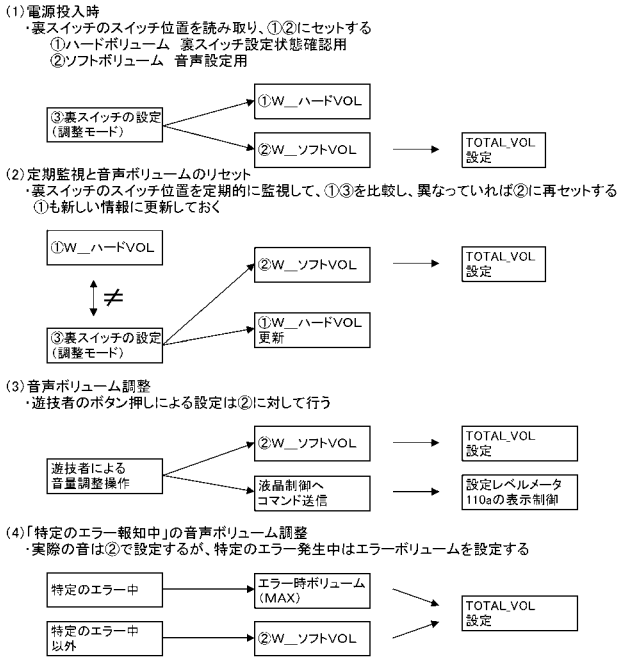 (1)電源投入時
・裏スイッチのスイッチ位置を読み取り、①②にセットする
①ハードボリューム 裏スイッチ設定状態確認用
②ソフトボリューム 音声設定用
①W__ハードVOL
③裏スイッチの設定
(調整モード)
②W__ソフトVOL
TOTAL_VOL
設定
(2)定期監視と音声ボリュームのリセット
・裏スイッチのスイッチ位置を定期的に監視して、①③を比較し、異なっていれば②に再セットする
①も新しい情報に更新しておく
①W__ハードVOL
②W__ソフトVOL
TOTAL_VOL
設定
≠
③裏スイッチの設定
(調整モード)
①W__ハードVOL
更新
(3)音声ボリューム調整
・遊技者のボタン押しによる設定は②に対して行う
②W__ソフトVOL
TOTAL_VOL
設定
遊技者による
音量調整操作
液晶制御へ
コマンド送信
設定レベルメータ
110aの表示制御
(4)「特定のエラー報知中」の音声ボリューム調整
・実際の音は②で設定するが、特定のエラー発生中はエラーボリュームを設定する
特定のエラー中
エラー時ボリューム
(MAX)
TOTAL_VOL
設定
特定のエラー中
以外
②W__ソフトVOL